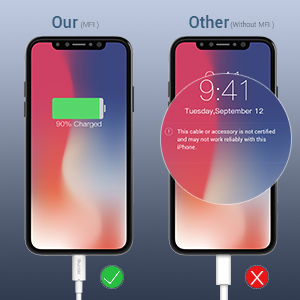 Our (MFi)
Other (Without MFi)
90% Charged
9:41
Tuesday, September 12
This cable or accessory is not certified
and may not work reliably with this
iPhone.